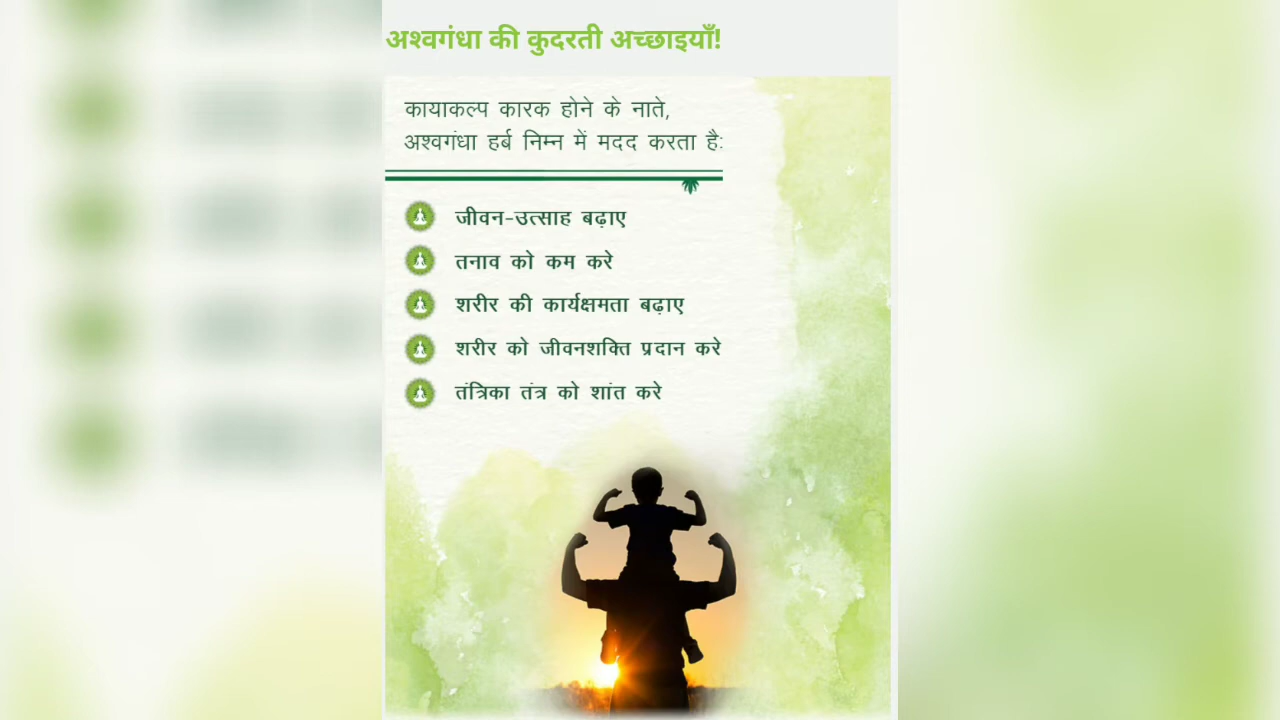 अश्वगंधा की कुदरती अच्छाइयाँ!
कायाकल्प कारक होने के नाते,
अश्वगंधा हर्ब निम्न में मदद करता है:
जीवन-उत्साह बढ़ाए
तनाव को कम करे
शरीर की कार्यक्षमता बढ़ाए
शरीर को जीवनशक्ति प्रदान करे
तंत्रिका तंत्र को शांत करे